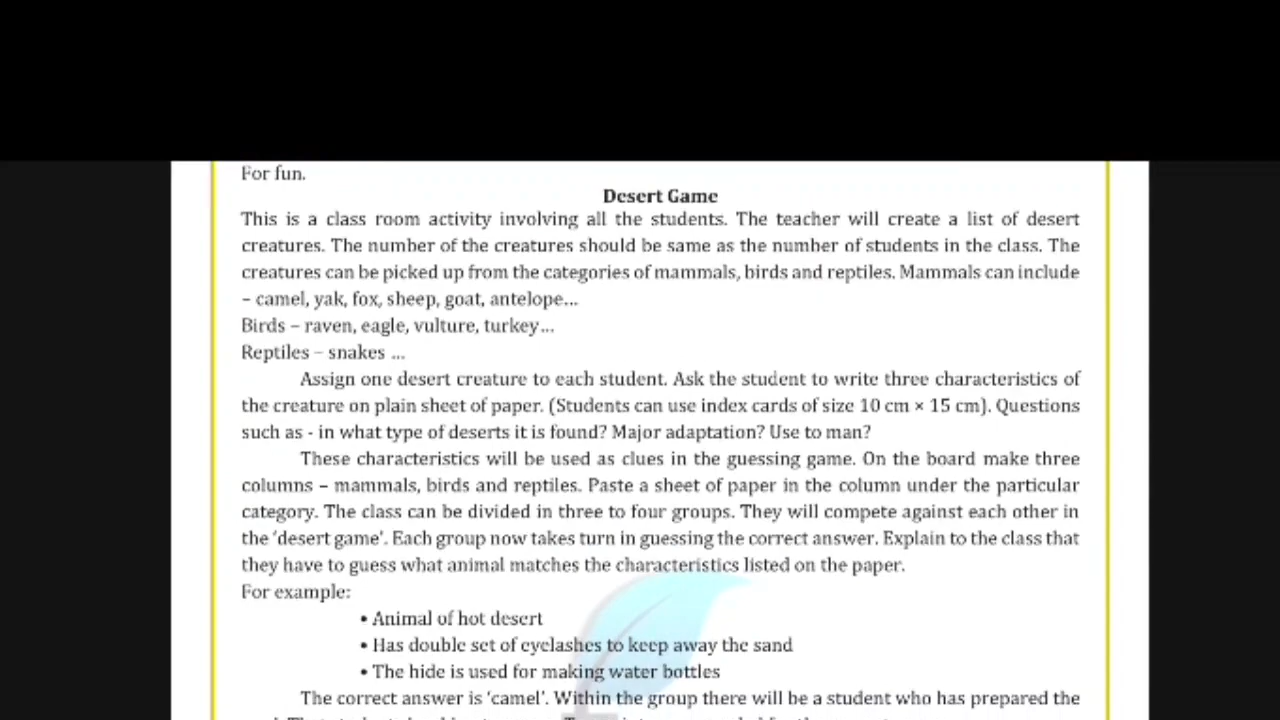 For fun.
Desert Game
This is a class room activity involving all the students. The teacher will create a list of desert
creatures. The number of the creatures should be same as the number of students in the class. The
creatures can be picked up from the categories of mammals, birds and reptiles. Mammals can include
– camel, yak, fox, sheep, goat, antelope...
Birds – raven, eagle, vulture, turkey...
Reptiles – snakes ...
Assign one desert creature to each student. Ask the student to write three characteristics of
the creature on plain sheet of paper. (Students can use index cards of size 10 cm × 15 cm). Questions
such as - in what type of deserts it is found? Major adaptation? Use to man?
These characteristics will be used as clues in the guessing game. On the board make three
columns – mammals, birds and reptiles. Paste a sheet of paper in the column under the particular
category. The class can be divided in three to four groups. They will compete against each other in
the 'desert game'. Each group now takes turn in guessing the correct answer. Explain to the class that
they have to guess what animal matches the characteristics listed on the paper.
For example:
• Animal of hot desert
• Has double set of eyelashes to keep away the sand
• The hide is used for making water bottles
The correct answer is 'camel'. Within the group there will be a student who has prepared the